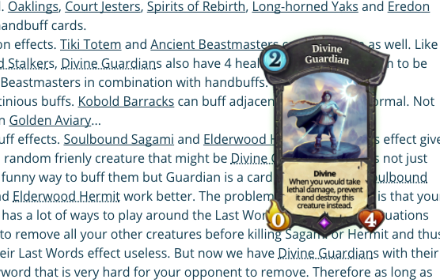 l. Oaklings, Court Jesters, Spirits of Rebirth, Long-horned Yaks and Eredon
handbuff cards.
on effects. Tiki Totem and Ancient Beastmasters as well. Like
d Stalkers, Divine Guardians also have 4 heal to be
Beastmasters in combination with handbuffs.
tinious buffs. Kobold Barracks can buff adjacen ormal. Not
n Golden Aviary...
uff effects. Soulbound Sagami and Elderwood H s effect give
random frienly creature that might be Divine G s not just
funny way to buff them but Guardian is a card oulbound
nd Elderwood Hermit work better. The problem is that your
has a lot of ways to play around the Last Wor uations
to remove all your other creatures before killing Sagami or Hermit and thus
eir Last Words effect useless. But now we have Divine Guardians with their
word that is very hard for your opponent to remove. Therefore as long as
2
Divine
Guardian
Divine
When you would take
lethal damage, prevent
it and destroy this
creature instead.
0
4